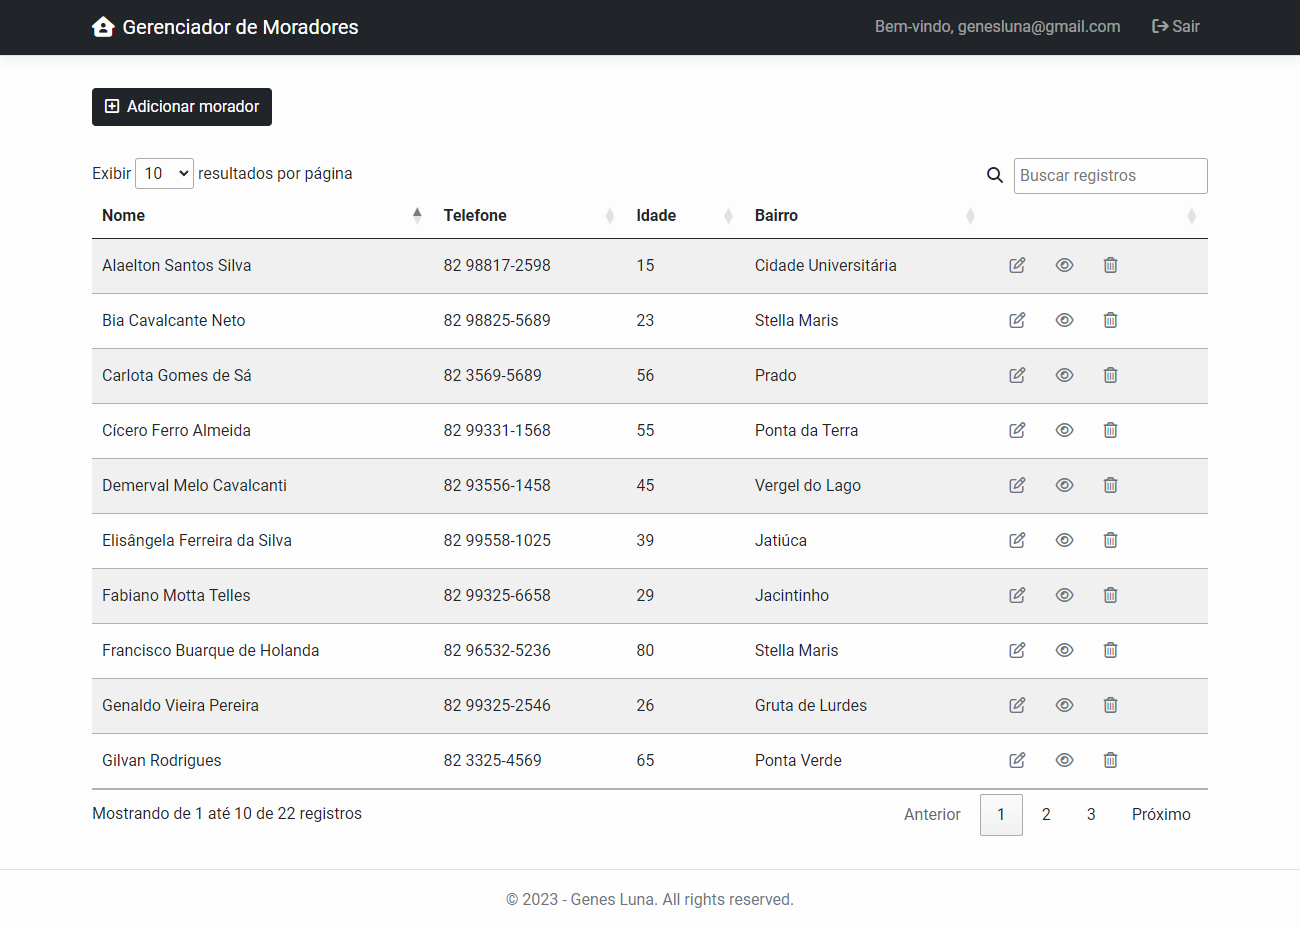 Gerenciador de Moradores Bem-vindo, genesluna@gmail.com Sair
Adicionar morador
Exibir 10 resultados por página Buscar registros
Nome Telefone Idade Bairro
Alaelton Santos Silva 82 98817-2598 15 Cidade Universitária
Bia Cavalcante Neto 82 98825-5689 23 Stella Maris
Carlota Gomes de Sá 82 3569-5689 56 Prado
Cícero Ferro Almeida 82 99331-1568 55 Ponta da Terra
Demerval Melo Cavalcanti 82 93556-1458 45 Vergel do Lago
Elisângela Ferreira da Silva 82 99558-1025 39 Jatiúca
Fabiano Motta Telles 82 99325-6658 29 Jacintinho
Francisco Buarque de Holanda 82 96532-5236 80 Stella Maris
Genaldo Vieira Pereira 82 99325-2546 26 Gruta de Lurdes
Gilvan Rodrigues 82 3325-4569 65 Ponta Verde
Mostrando de 1 até 10 de 22 registros Anterior 1 2 3 Próximo
© 2023 - Genes Luna. All rights reserved.